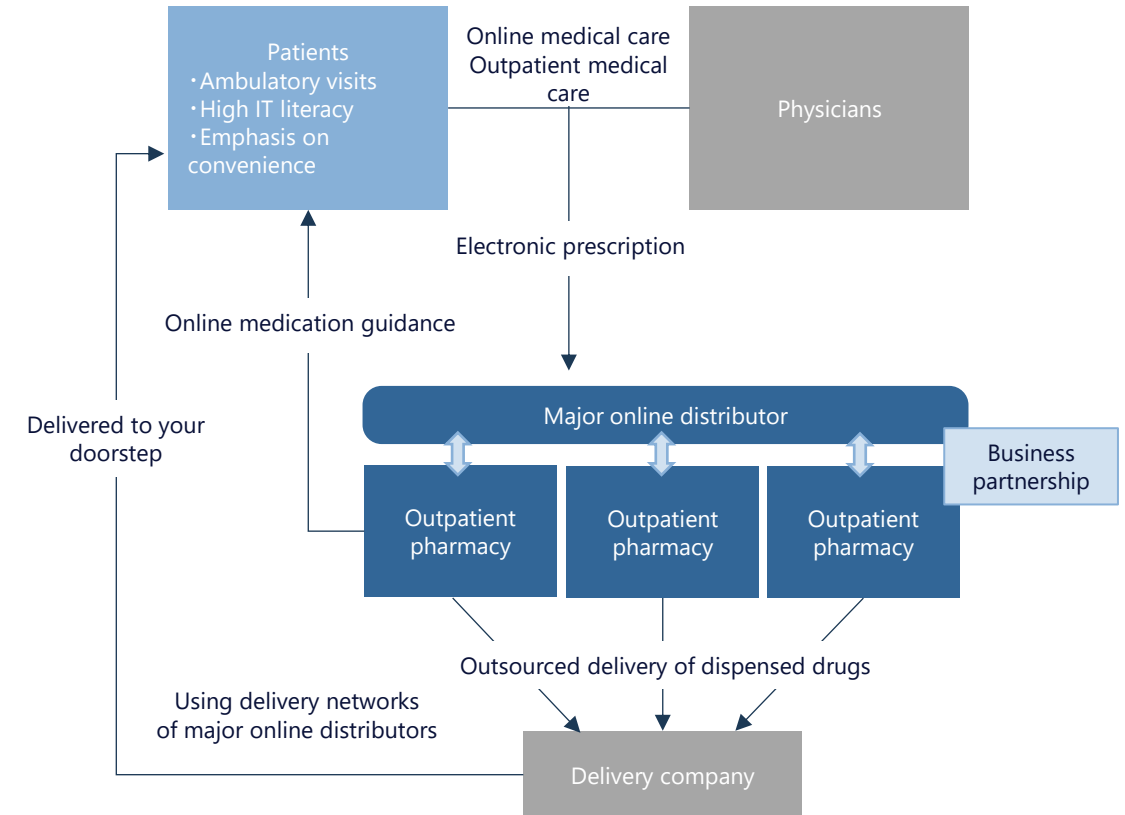 Patients
・Ambulatory visits
・High IT literacy
・Emphasis on
convenience
Online medical care
Outpatient medical
care
Physicians
Electronic prescription
Online medication guidance
Delivered to your
doorstep
Major online distributor
Business
partnership
Outpatient
pharmacy
Outpatient
pharmacy
Outpatient
pharmacy
Outsourced delivery of dispensed drugs
Using delivery networks
of major online distributors
Delivery company